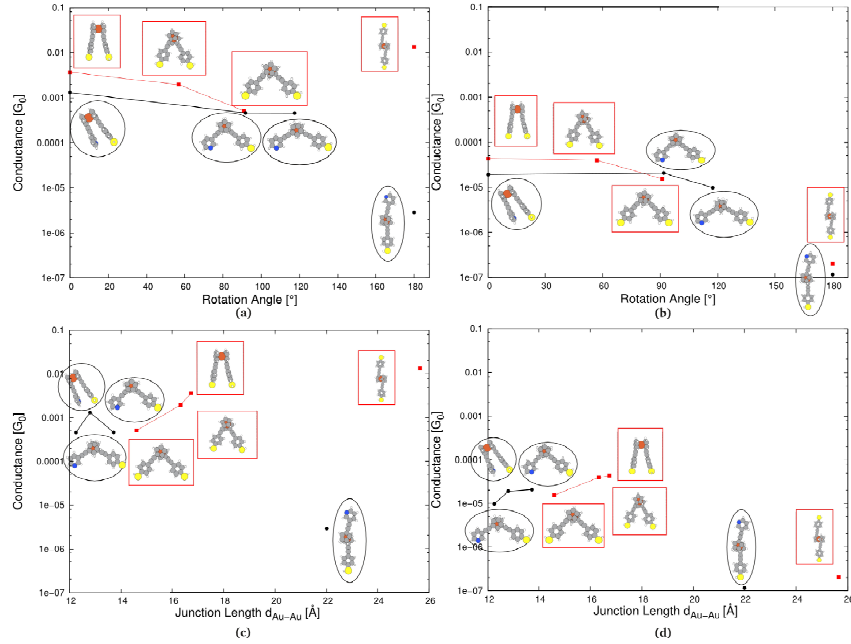 0.1
0.01
0.001
0.0001
1e-05
1e-06
1e-07
Conductance [G0]
0 20 40 60 80 100 120 140 160 180
Rotation Angle [°]
(a)
0.1
0.01
0.001
0.0001
1e-05
1e-06
1e-07
Conductance [G0]
0 30 60 90 120 150 180
Rotation Angle [°]
(b)
0.1
0.01
0.001
0.0001
1e-05
1e-06
1e-07
Conductance [G0]
12 14 16 18 20 22 24 26
Junction Length dAu−Au [Å]
(c)
0.1
0.01
0.001
0.0001
1e-05
1e-06
1e-07
Conductance [G0]
12 14 16 18 20 22 24 26
Junction Length dAu−Au [Å]
(d)